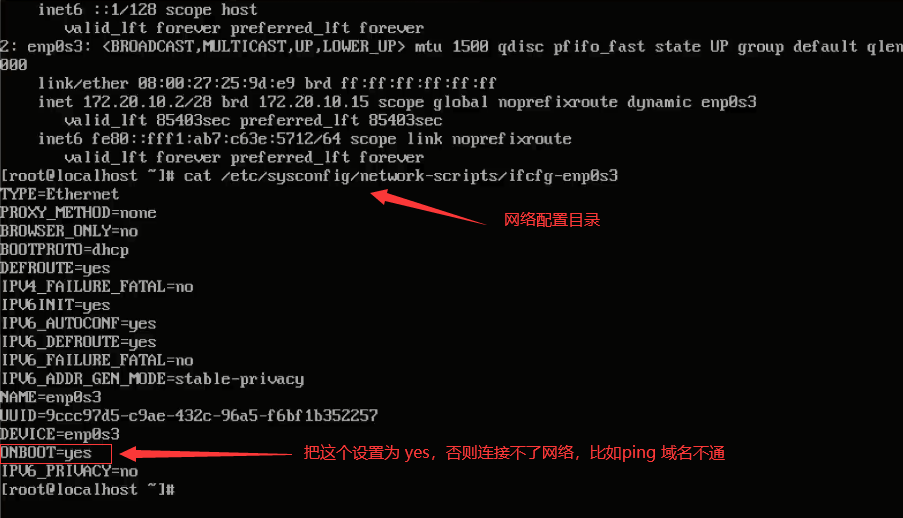 inet6 ::1/128 scope host
valid_lft forever preferred_lft forever
2: enp0s3: <BROADCAST,MULTICAST,UP,LOWER_UP> mtu 1500 qdisc pfifo_fast state UP group default qlen
000
link/ether 08:00:27:25:9d:e9 brd ff:ff:ff:ff:ff:ff
inet 172.20.10.2/28 brd 172.20.10.15 scope global noprefixroute dynamic enp0s3
valid_lft 85403sec preferred_lft 85403sec
inet6 fe80::fff1:ab7:c63e:5712/64 scope link noprefixroute
valid_lft forever preferred_lft forever
[root@localhost ~]# cat /etc/sysconfig/network-scripts/ifcfg-enp0s3
TYPE=Ethernet
PROXY_METHOD=none
网络配置目录
BROWSER_ONLY=no
BOOTPROTO=dhcp
DEFROUTE=yes
IPV4_FAILURE_FATAL=no
IPV6INIT=yes
IPV6_AUTOCONF=yes
IPV6_DEFROUTE=yes
IPV6_FAILURE_FATAL=no
IPV6_ADDR_GEN_MODE=stable-privacy
NAME=enp0s3
UUID=9ccc97d5-c9ae-432c-96a5-f6bf1b352257
DEVICE=enp0s3
ONBOOT=yes
把这个设置为 yes，否则连接不了网络，比如ping 域名不通
IPV6_PRIVACY=no
[root@localhost ~]#